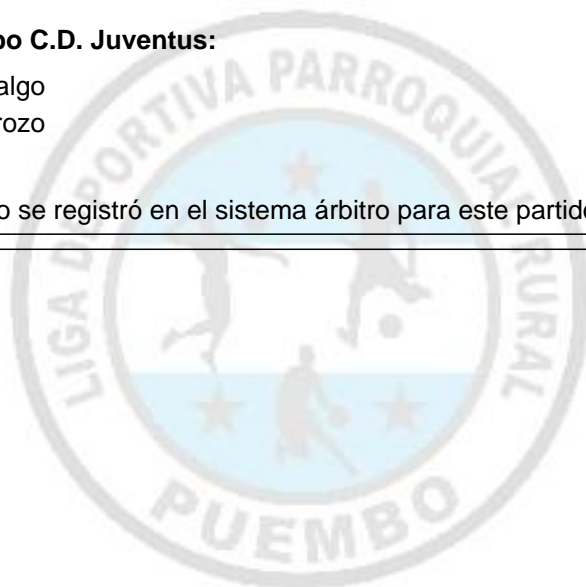 po C.D. Juventus:
algo
rozo
o se registró en el sistema árbitro para este partido
LIGA DEPORTIVA PARROQUIAL RURAL
PUEMBO